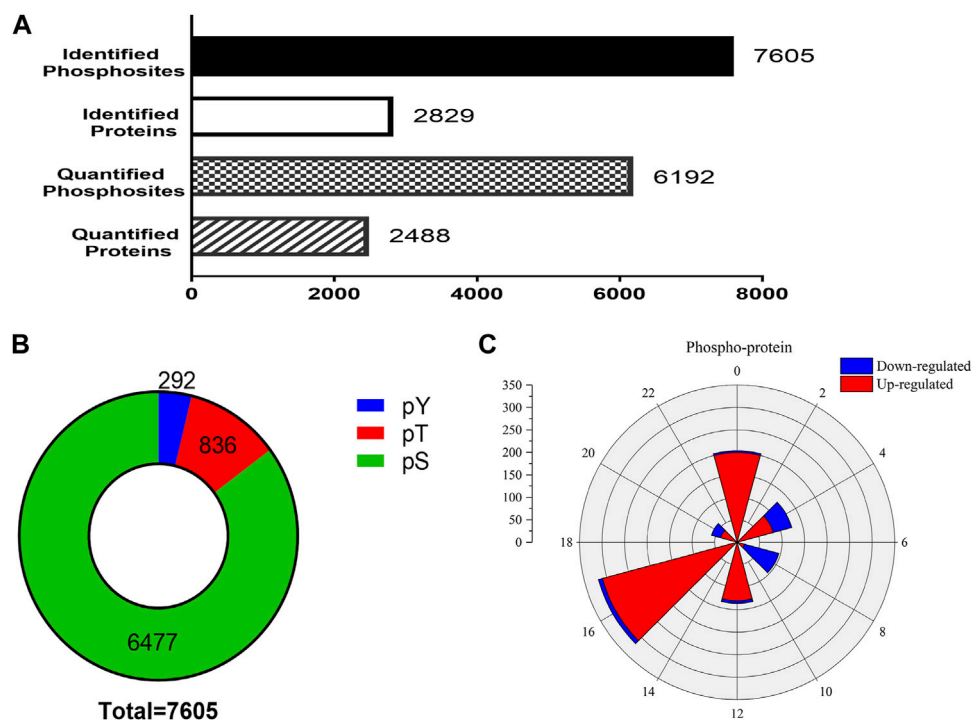 A
Identified
Phosphosites
7605
Identified
Proteins
2829
Quantified
Phosphosites
6192
Quantified
Proteins
2488
0 2000 4000 6000 8000
B
292
836
6477
pY
pT
pS
Total=7605
C
Phospho-protein
Down-regulated
Up-regulated
350
300
250
200
150
100
50
0
0
2
4
6
8
10
12
14
16
18
20
22